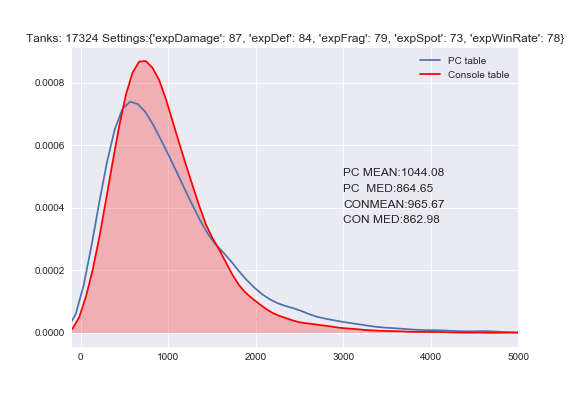 Tanks: 17324 Settings:{'expDamage': 87, 'expDef': 84, 'expFrag': 79, 'expSpot': 73, 'expWinRate': 78}
PC table
Console table
0.0008
0.0006
0.0004
0.0002
0.0000
PC MEAN:1044.08
PC  MED:864.65
CONMEAN:965.67
CON MED:862.98
0
1000
2000
3000
4000
5000